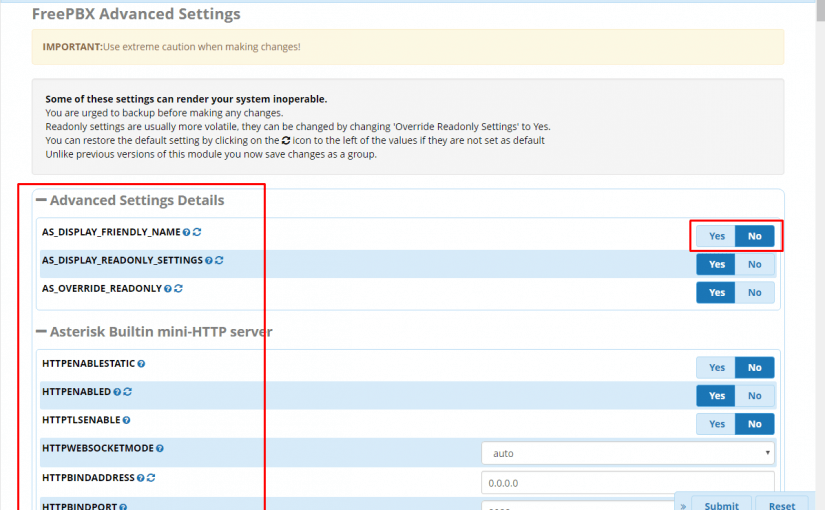 FreePBX Advanced Settings
IMPORTANT:Use extreme caution when making changes!
Some of these settings can render your system inoperable.
You are urged to backup before making any changes.
Readonly settings are usually more volatile, they can be changed by changing 'Override Readonly Settings' to Yes.
You can restore the default setting by clicking on the icon to the left of the values if they are not set as default
Unlike previous versions of this module you now save changes as a group.
Advanced Settings Details
AS_DISPLAY_FRIENDLY_NAME Yes No
AS_DISPLAY_READONLY_SETTINGS Yes No
AS_OVERRIDE_READONLY Yes No
Asterisk Builtin mini-HTTP server
HTTPENABLESTATIC Yes No
HTTPENABLED Yes No
HTTPTLSENABLE Yes No
HTTPWEBSOCKETMODE auto
HTTPBINDADDRESS 0.0.0.0
HTTPBINDPORT
» Submit Reset